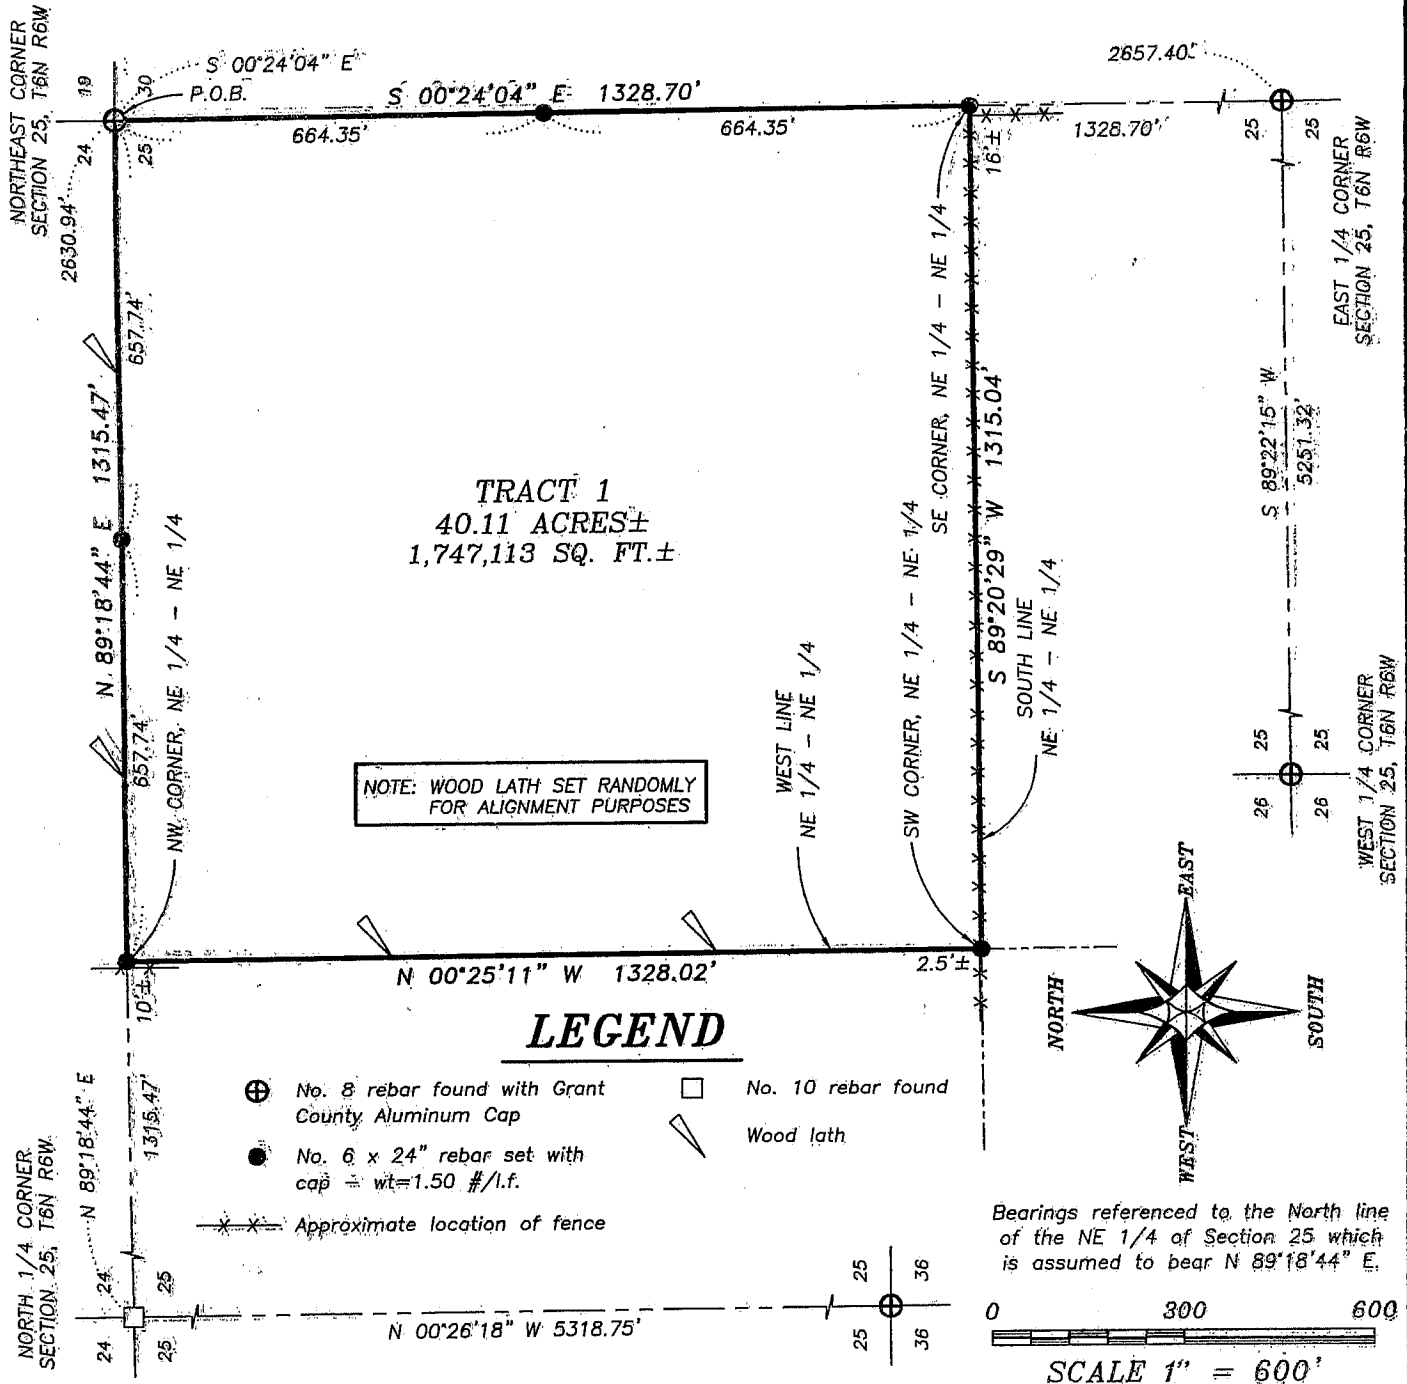 NORTHEAST CORNER
SECTION 25, T6N R6W
19
30
24
25
S 00°24'04" E
P.O.B.
S 00°24'04" E 1328.70'
664.35'
664.35'
2657.40'
1328.70'
16'±
25
25
EAST 1/4 CORNER
SECTION 25, T6N R6W
2630.94'
657.74'
N 89°18'44" E 1315.47'
657.74'
NW CORNER, NE 1/4 - NE 1/4
TRACT 1
40.11 ACRES±
1,747,113 SQ. FT.±
NOTE: WOOD LATH SET RANDOMLY
FOR ALIGNMENT PURPOSES
WEST LINE
NE 1/4 - NE 1/4
SW CORNER, NE 1/4 - NE 1/4
SE CORNER, NE 1/4 - NE 1/4
S 89°20'29" W 1315.04'
SOUTH LINE
NE 1/4 - NE 1/4
S 89°22'15" W
5251.32'
25
25
26
26
WEST 1/4 CORNER
SECTION 25, T6N R6W
N 00°25'11" W 1328.02'
2.5'±
10'±
EAST
NORTH
SOUTH
WEST
LEGEND
No. 8 rebar found with Grant
County Aluminum Cap
No. 6 x 24" rebar set with
cap - wt=1.50 #/l.f.
Approximate location of fence
No. 10 rebar found
Wood lath
N 89°18'44" E
1315.47'
NORTH 1/4 CORNER
SECTION 25, T6N R6W
24
25
24
25
N 00°26'18" W 5318.75'
25
36
25
36
Bearings referenced to the North line
of the NE 1/4 of Section 25 which
is assumed to bear N 89°18'44" E.
0 300 600
SCALE 1" = 600'